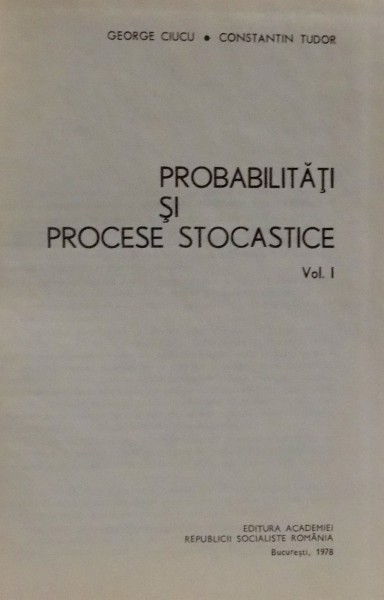 GEORGE CIUCU • CONSTANTIN TUDOR
PROBABILITĂŢI
ŞI
PROCESE STOCASTICE
Vol. I
EDITURA ACADEMIEI
REPUBLICII SOCIALISTE ROMÂNIA
Bucureşti, 1978